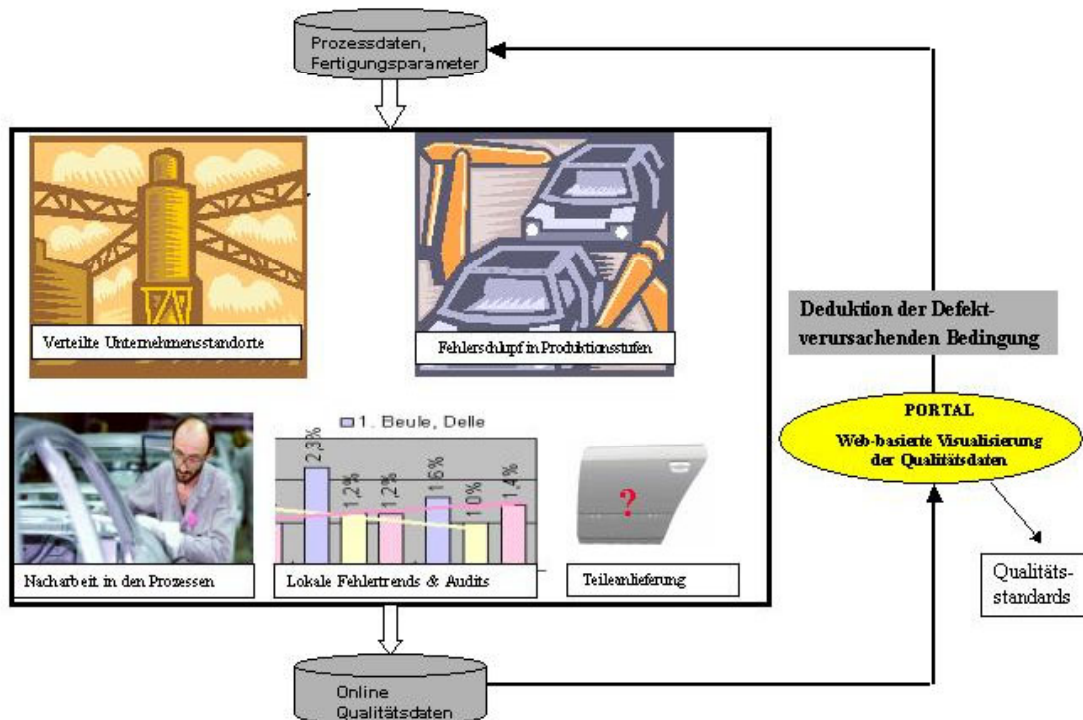 Prozessdaten,
Fertigungsparameter
Verteilte Unternehmensstandorte
Fehlerschlupf in Produktionsstufen
Deduktion der Defekt-
verursachenden Bedingung
PORTAL
Web-basierte Visualisierung
der Qualitätsdaten
1. Beule, Delle
2,3%
1,2%
1,2%
1,6%
1,0%
1,4%
?
Nacharbeit in den Prozessen
Lokale Fehlertrends & Audits
Teileanlieferung
Qualitäts-
standards
Online
Qualitätsdaten